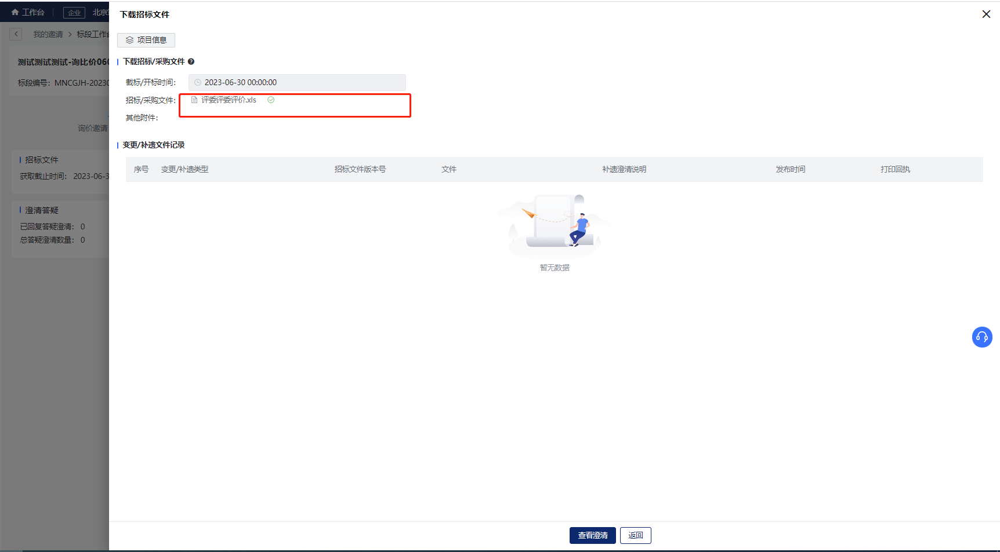 工作台
企业
北京
下载招标文件
我的邀请 > 标段工作台
项目信息
测试测试测试-询比价060
下载招标/采购文件
标段编号：MNCGJH-20230
截标/开标时间：
2023-06-30 00:00:00
招标/采购文件：
评委评委评价.xls
其他附件：
询价邀请
变更/补遗文件记录
招标文件
获取截止时间： 2023-06-3
序号
变更/补遗类型
招标文件版本号
文件
补遗澄清说明
发布时间
打印回执
澄清答疑
已回复答疑澄清： 0
总答疑澄清数量： 0
暂无数据
查看澄清
返回